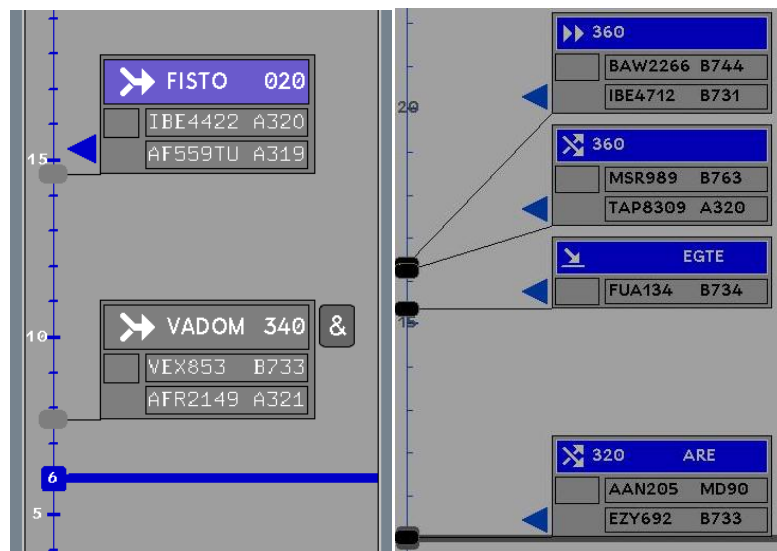 FISTO 020
IBE4422 A320
AF559TU A319
15
VADOM 340 &
10
VEX853 B733
AFR2149 A321
6
5
360
BAW2266 B744
IBE4712 B731
20
360
MSR989 B763
TAP8309 A320
EGTE
FUA134 B734
15
320 ARE
AAN205 MD90
EZY692 B733